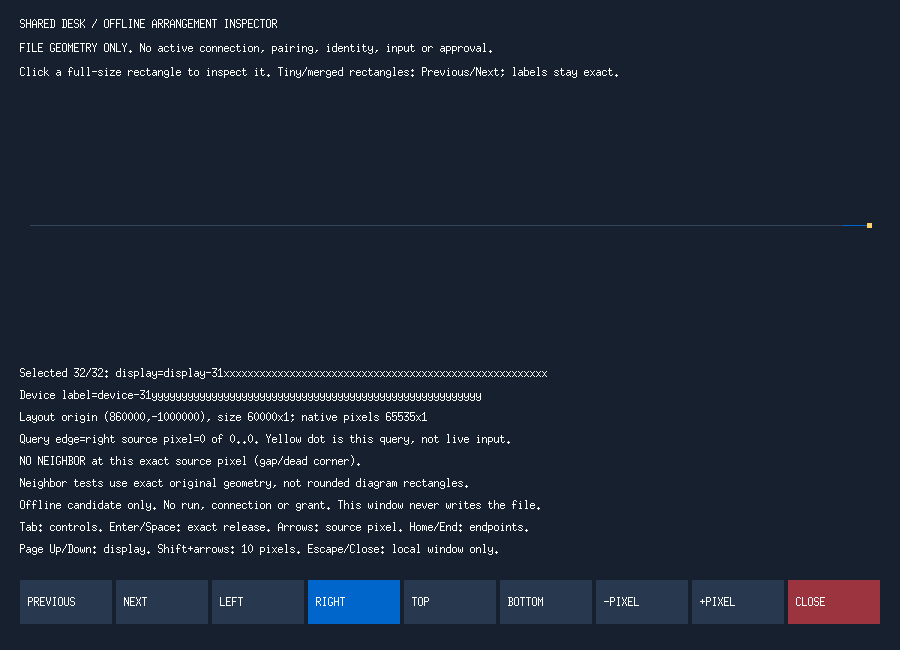 SHARED DESK / OFFLINE ARRANGEMENT INSPECTOR
FILE GEOMETRY ONLY. No active connection, pairing, identity, input or approval.
Click a full-size rectangle to inspect it. Tiny/merged rectangles: Previous/Next; labels stay exact.
Selected 32/32: display=display-31xxxxxxxxxxxxxxxxxxxxxxxxxxxxxxxxxxxxxxxxxxxxxxxxxxxxxx
Device label=device-31yyyyyyyyyyyyyyyyyyyyyyyyyyyyyyyyyyyyyyyyyyyyyyyyyyyyyyy
Layout origin (860000,-1000000), size 60000x1; native pixels 65535x1
Query edge=right source pixel=0 of 0..0. Yellow dot is this query, not live input.
NO NEIGHBOR at this exact source pixel (gap/dead corner).
Neighbor tests use exact original geometry, not rounded diagram rectangles.
Offline candidate only. No run, connection or grant. This window never writes the file.
Tab: controls. Enter/Space: exact release. Arrows: source pixel. Home/End: endpoints.
Page Up/Down: display. Shift+arrows: 10 pixels. Escape/Close: local window only.
PREVIOUS NEXT LEFT RIGHT TOP BOTTOM -PIXEL +PIXEL CLOSE